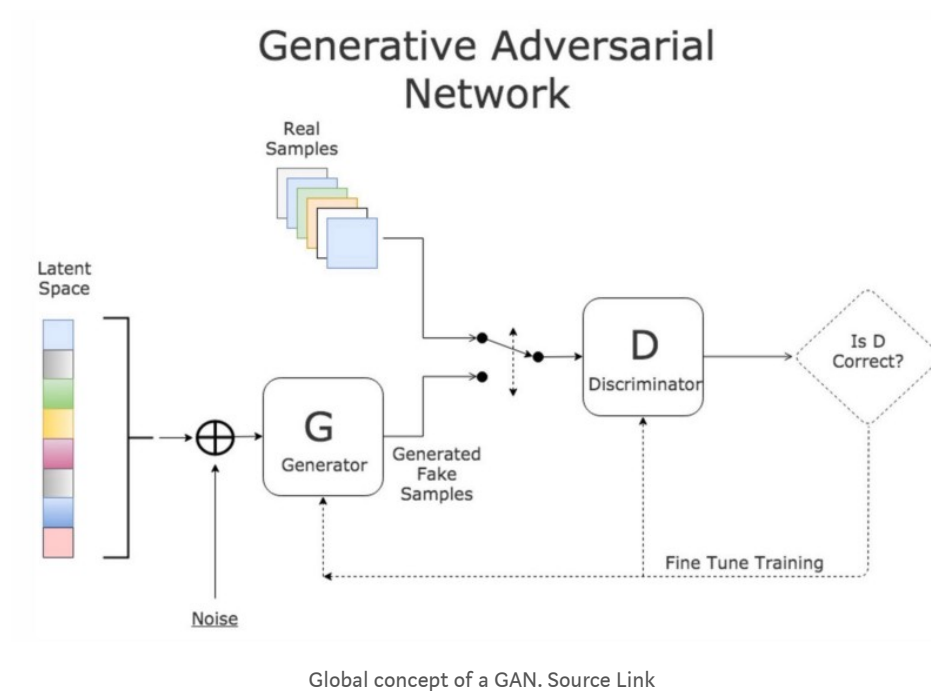 Generative Adversarial
Network
Real
Samples
Latent
Space
D
Discriminator
Is D
Correct?
G
Generator
Generated
Fake
Samples
Fine Tune Training
Noise
Global concept of a GAN. Source Link